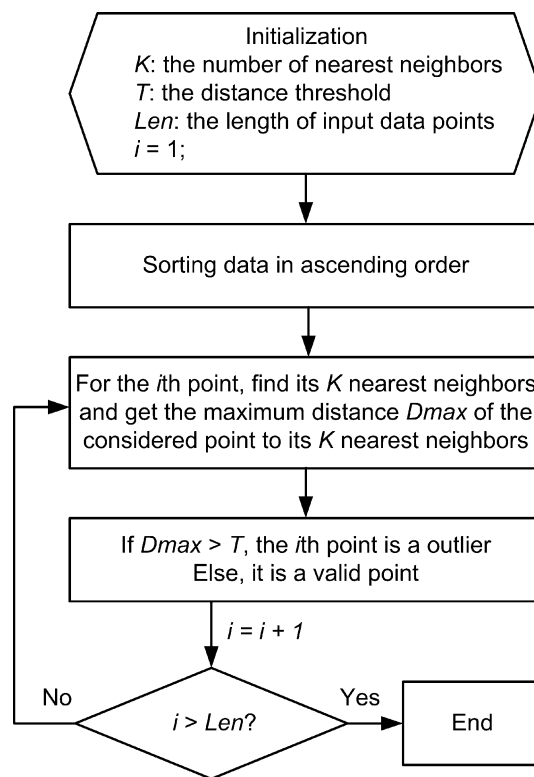 Initialization
K: the number of nearest neighbors
T: the distance threshold
Len: the length of input data points
i = 1;
Sorting data in ascending order
For the ith point, find its K nearest neighbors
and get the maximum distance Dmax of the
considered point to its K nearest neighbors
If Dmax > T, the ith point is a outlier
Else, it is a valid point
i = i + 1
No
i > Len?
Yes
End